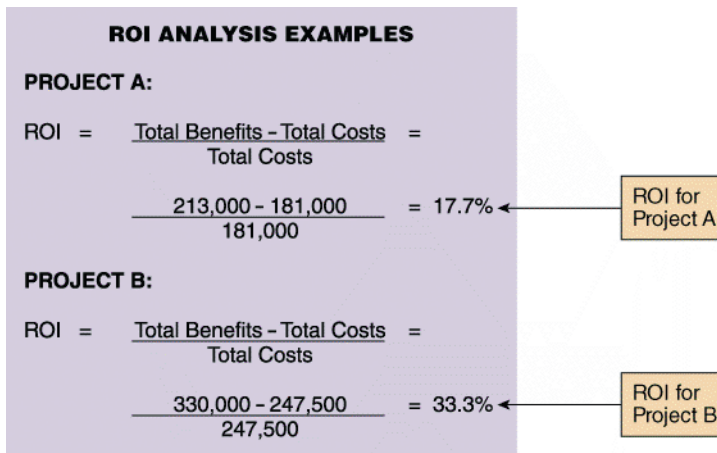 ROI ANALYSIS EXAMPLES
PROJECT A:
ROI = Total Benefits – Total Costs =
Total Costs
213,000 – 181,000 = 17.7%
181,000
ROI for
Project A
PROJECT B:
ROI = Total Benefits – Total Costs =
Total Costs
330,000 – 247,500 = 33.3%
247,500
ROI for
Project B